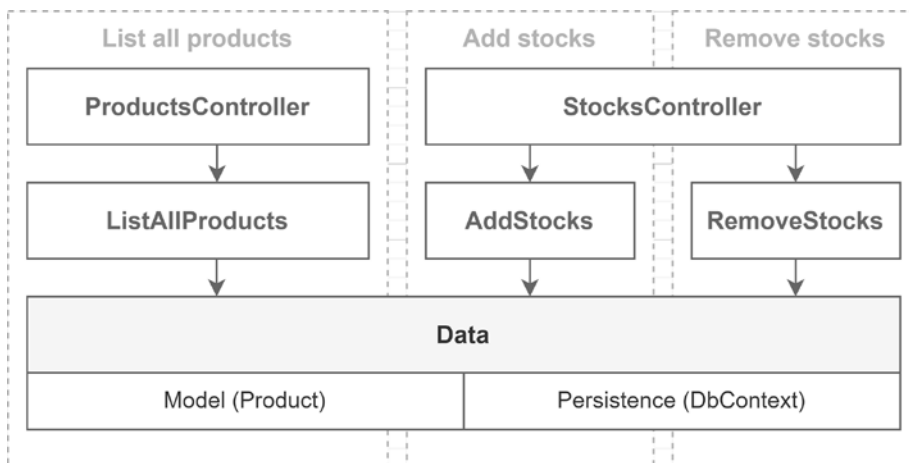 List all products
Add stocks
Remove stocks
ProductsController
StocksController
ListAllProducts
AddStocks
RemoveStocks
Data
Model (Product)
Persistence (DbContext)